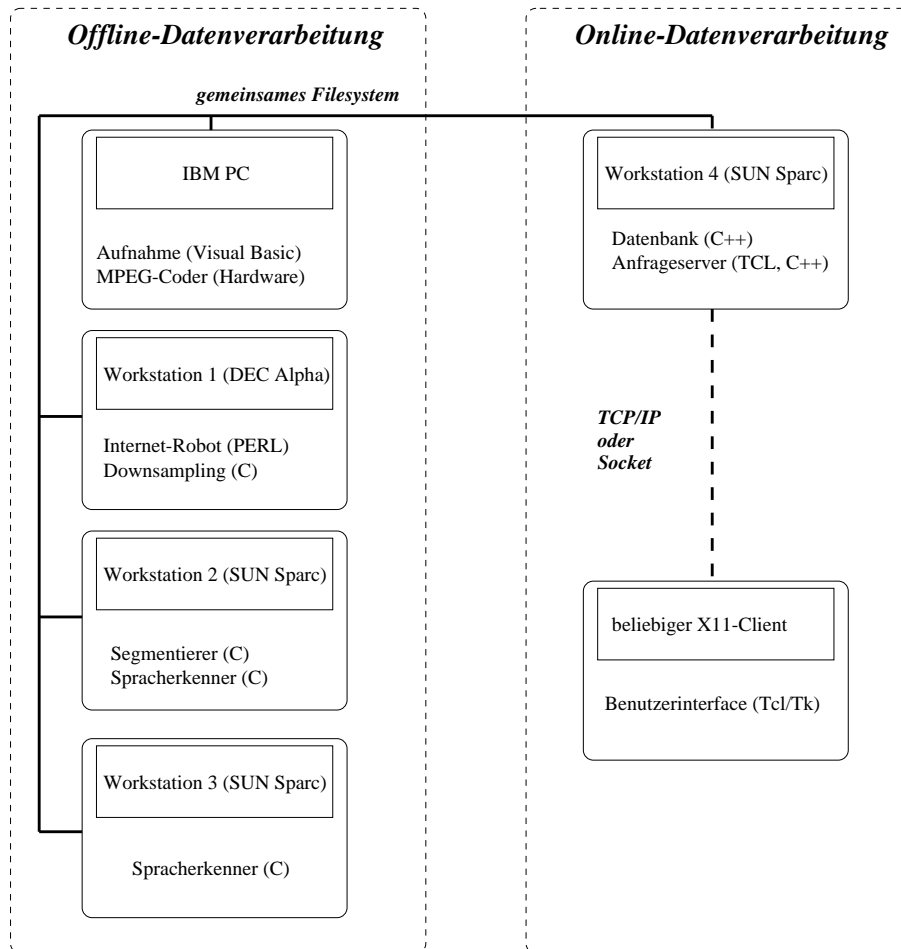 Offline-Datenverarbeitung
Online-Datenverarbeitung
gemeinsames Filesystem
IBM PC
Aufnahme (Visual Basic)
MPEG-Coder (Hardware)
Workstation 1 (DEC Alpha)
Internet-Robot (PERL)
Downsampling (C)
Workstation 2 (SUN Sparc)
Segmentierer (C)
Spracherkenner (C)
Workstation 3 (SUN Sparc)
Spracherkenner (C)
Workstation 4 (SUN Sparc)
Datenbank (C++)
Anfrageserver (TCL, C++)
TCP/IP
oder
Socket
beliebiger X11-Client
Benutzerinterface (Tcl/Tk)